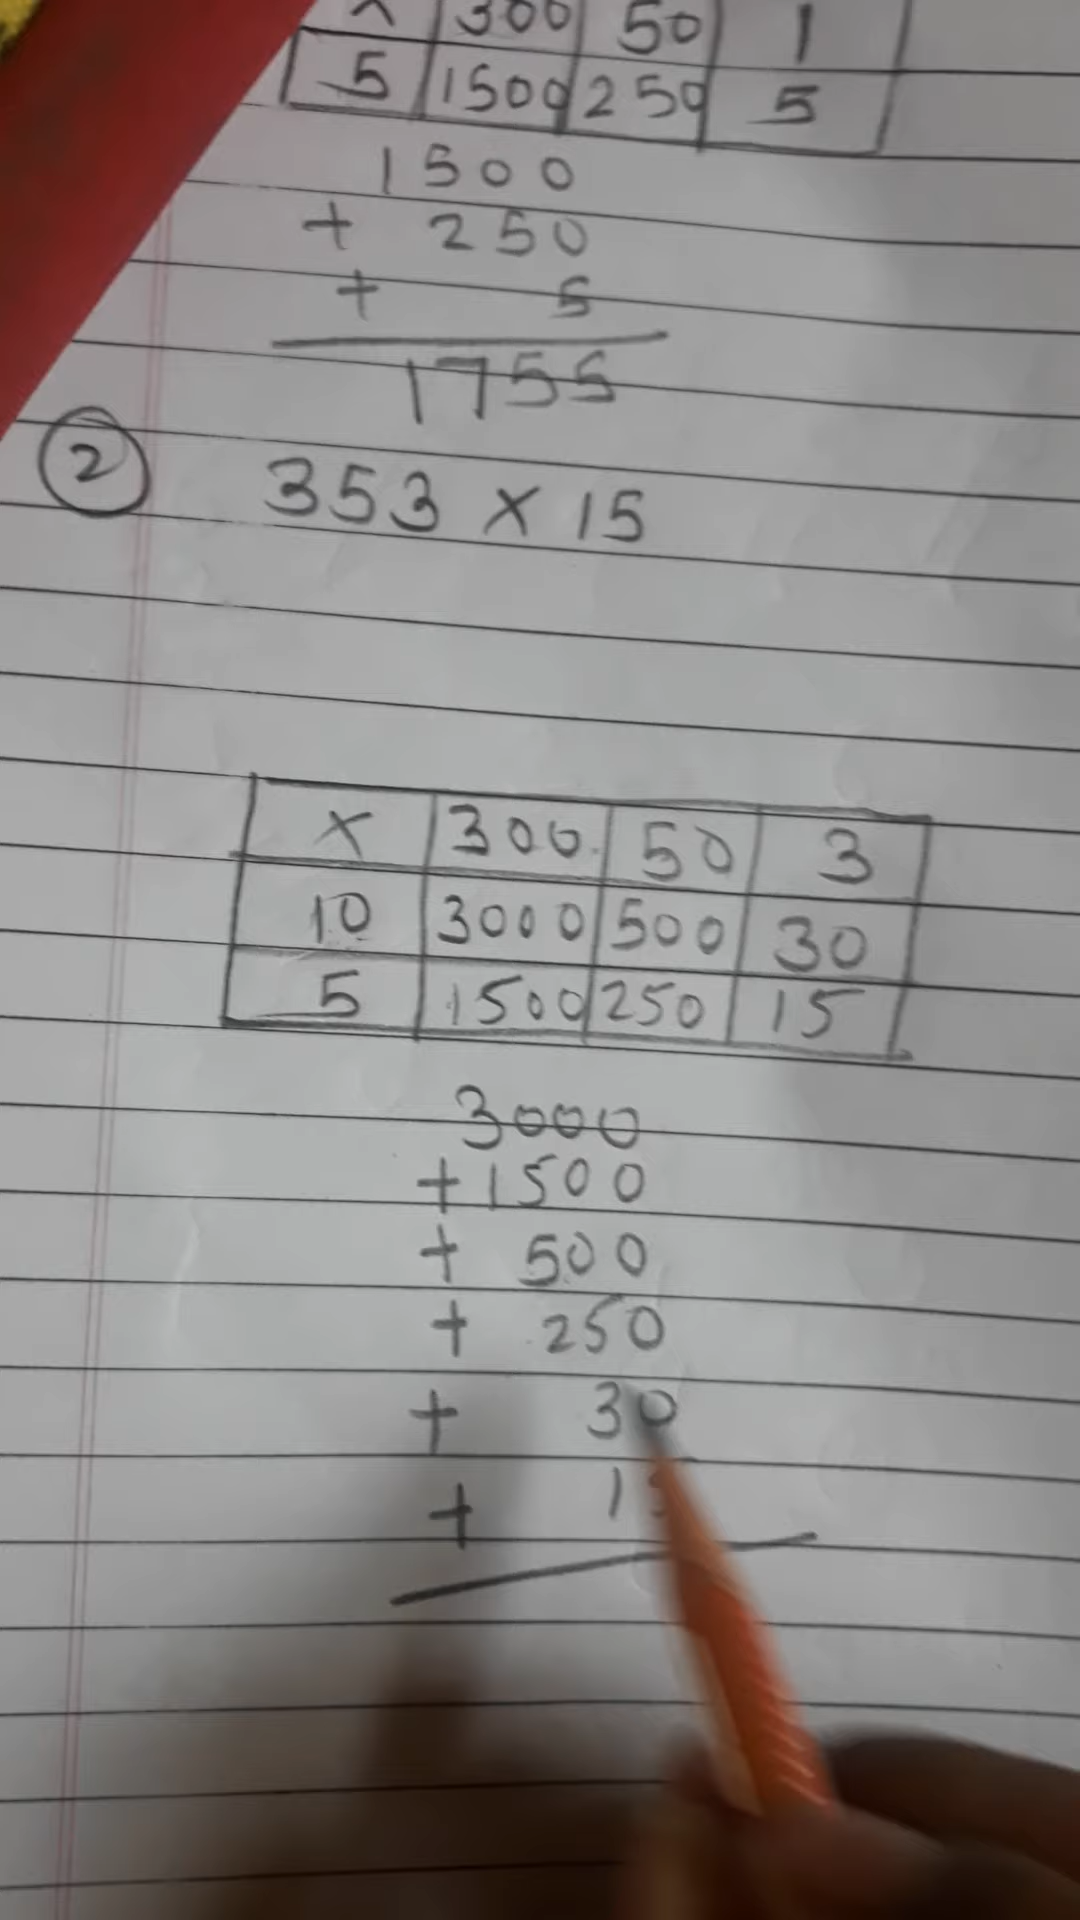 × 300 50 1
5 1500 250 5
1500
+ 250
+ 5
1755
2 353 × 15
× 300 50 3
10 3000 500 30
5 1500 250 15
3000
+1500
+ 500
+ 250
+ 30
+ 15